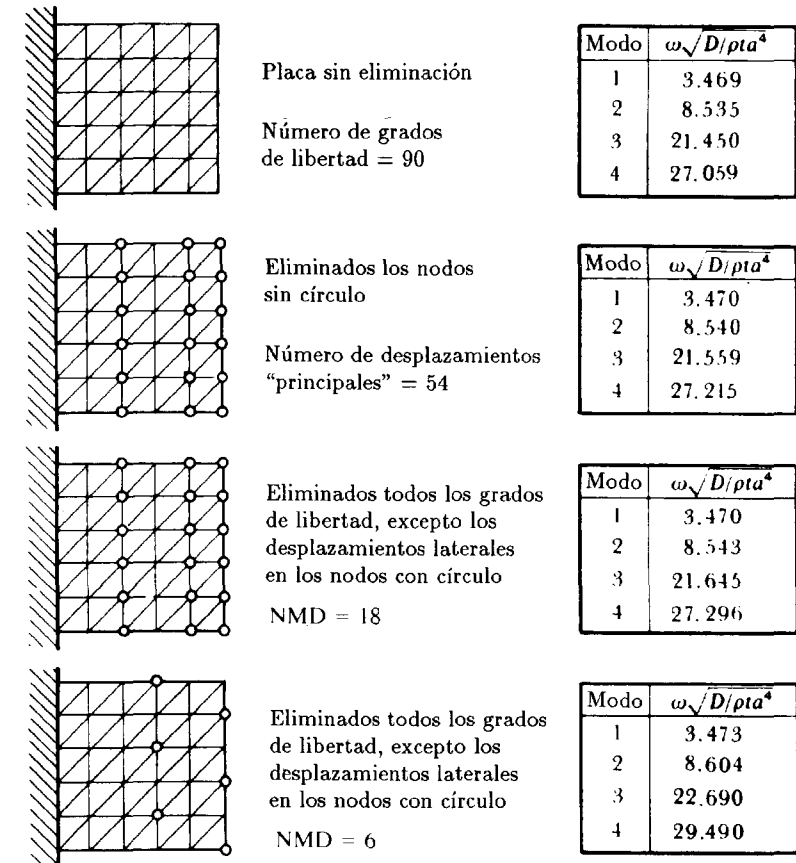 Placa sin eliminación
Número de grados
de libertad = 90
Modo ω√D/ρta⁴
1 3.469
2 8.535
3 21.450
4 27.059
Eliminados los nodos
sin círculo
Número de desplazamientos
“principales” = 54
Modo ω√D/ρta⁴
1 3.470
2 8.540
3 21.559
4 27.215
Eliminados todos los grados
de libertad, excepto los
desplazamientos laterales
en los nodos con círculo
NMD = 18
Modo ω√D/ρta⁴
1 3.470
2 8.543
3 21.645
4 27.296
Eliminados todos los grados
de libertad, excepto los
desplazamientos laterales
en los nodos con círculo
NMD = 6
Modo ω√D/ρta⁴
1 3.473
2 8.604
3 22.690
4 29.490